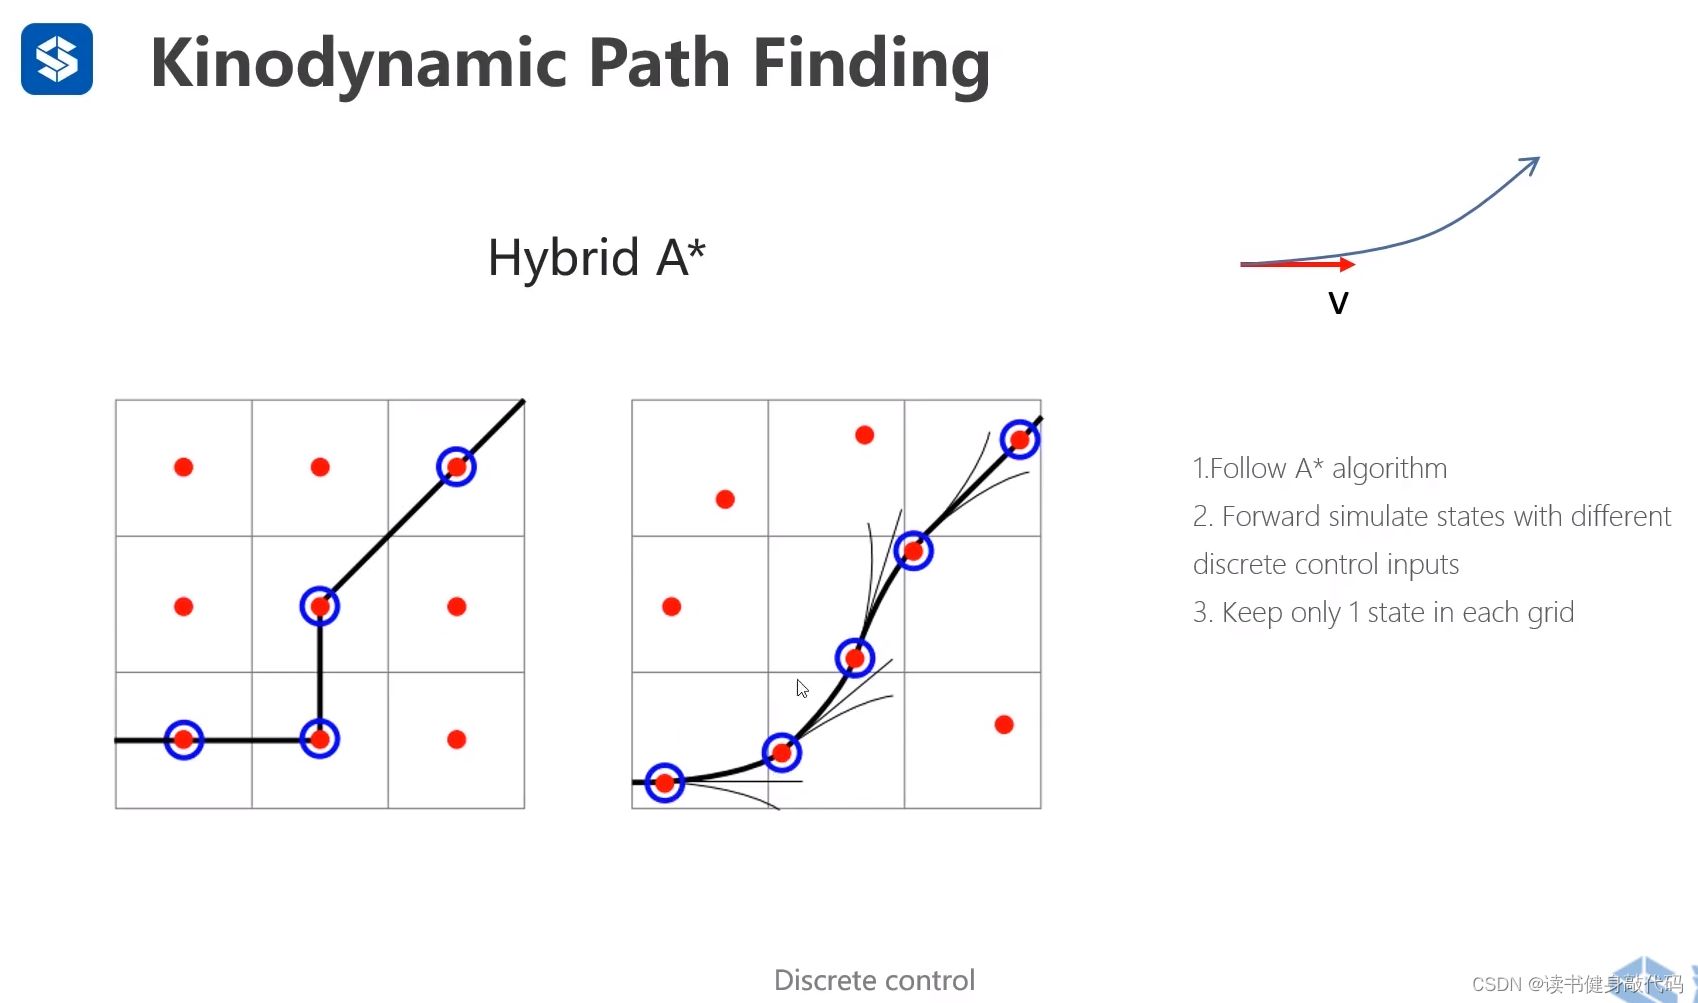 Kinodynamic Path Finding
Hybrid A*
v
1.Follow A* algorithm
2. Forward simulate states with different
discrete control inputs
3. Keep only 1 state in each grid
Discrete control
CSDN @读书健身敲代码